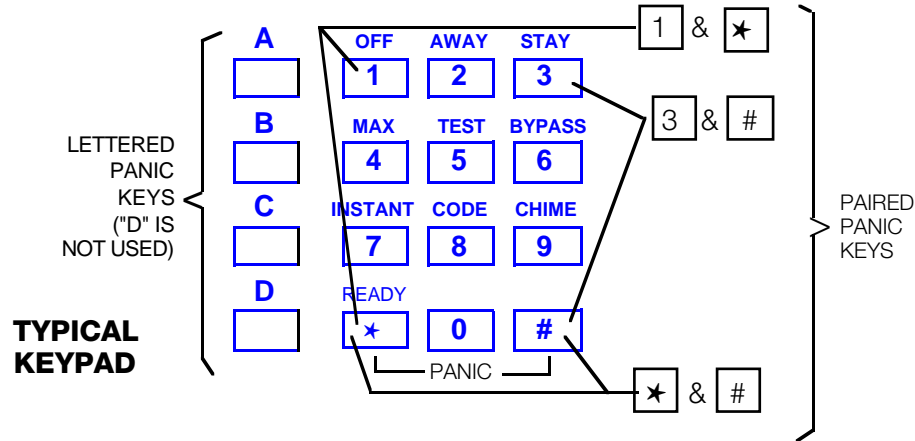 A OFF AWAY STAY 1 & ✶
1 2 3
B MAX TEST BYPASS 3 & #
4 5 6
LETTERED
PANIC
KEYS
("D" IS
NOT USED)
C INSTANT CODE CHIME
7 8 9
PAIRED
PANIC
KEYS
D READY
✶ 0 #
PANIC
TYPICAL
KEYPAD
✶ & #